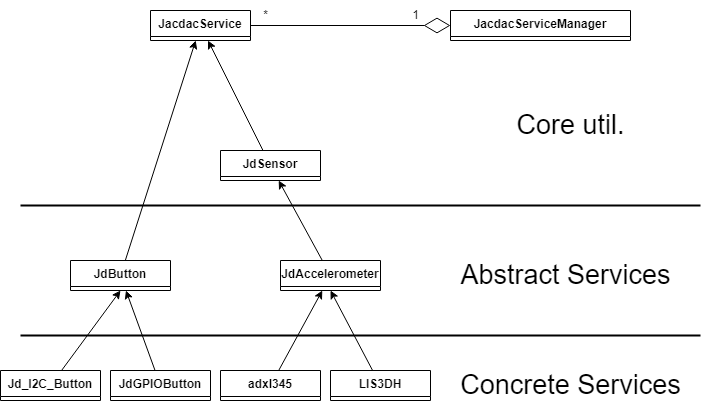 JacdacService
*
1
JacdacServiceManager
Core util.
JdSensor
JdButton
JdAccelerometer
Abstract Services
Jd_I2C_Button
JdGPIOButton
adxl345
LIS3DH
Concrete Services